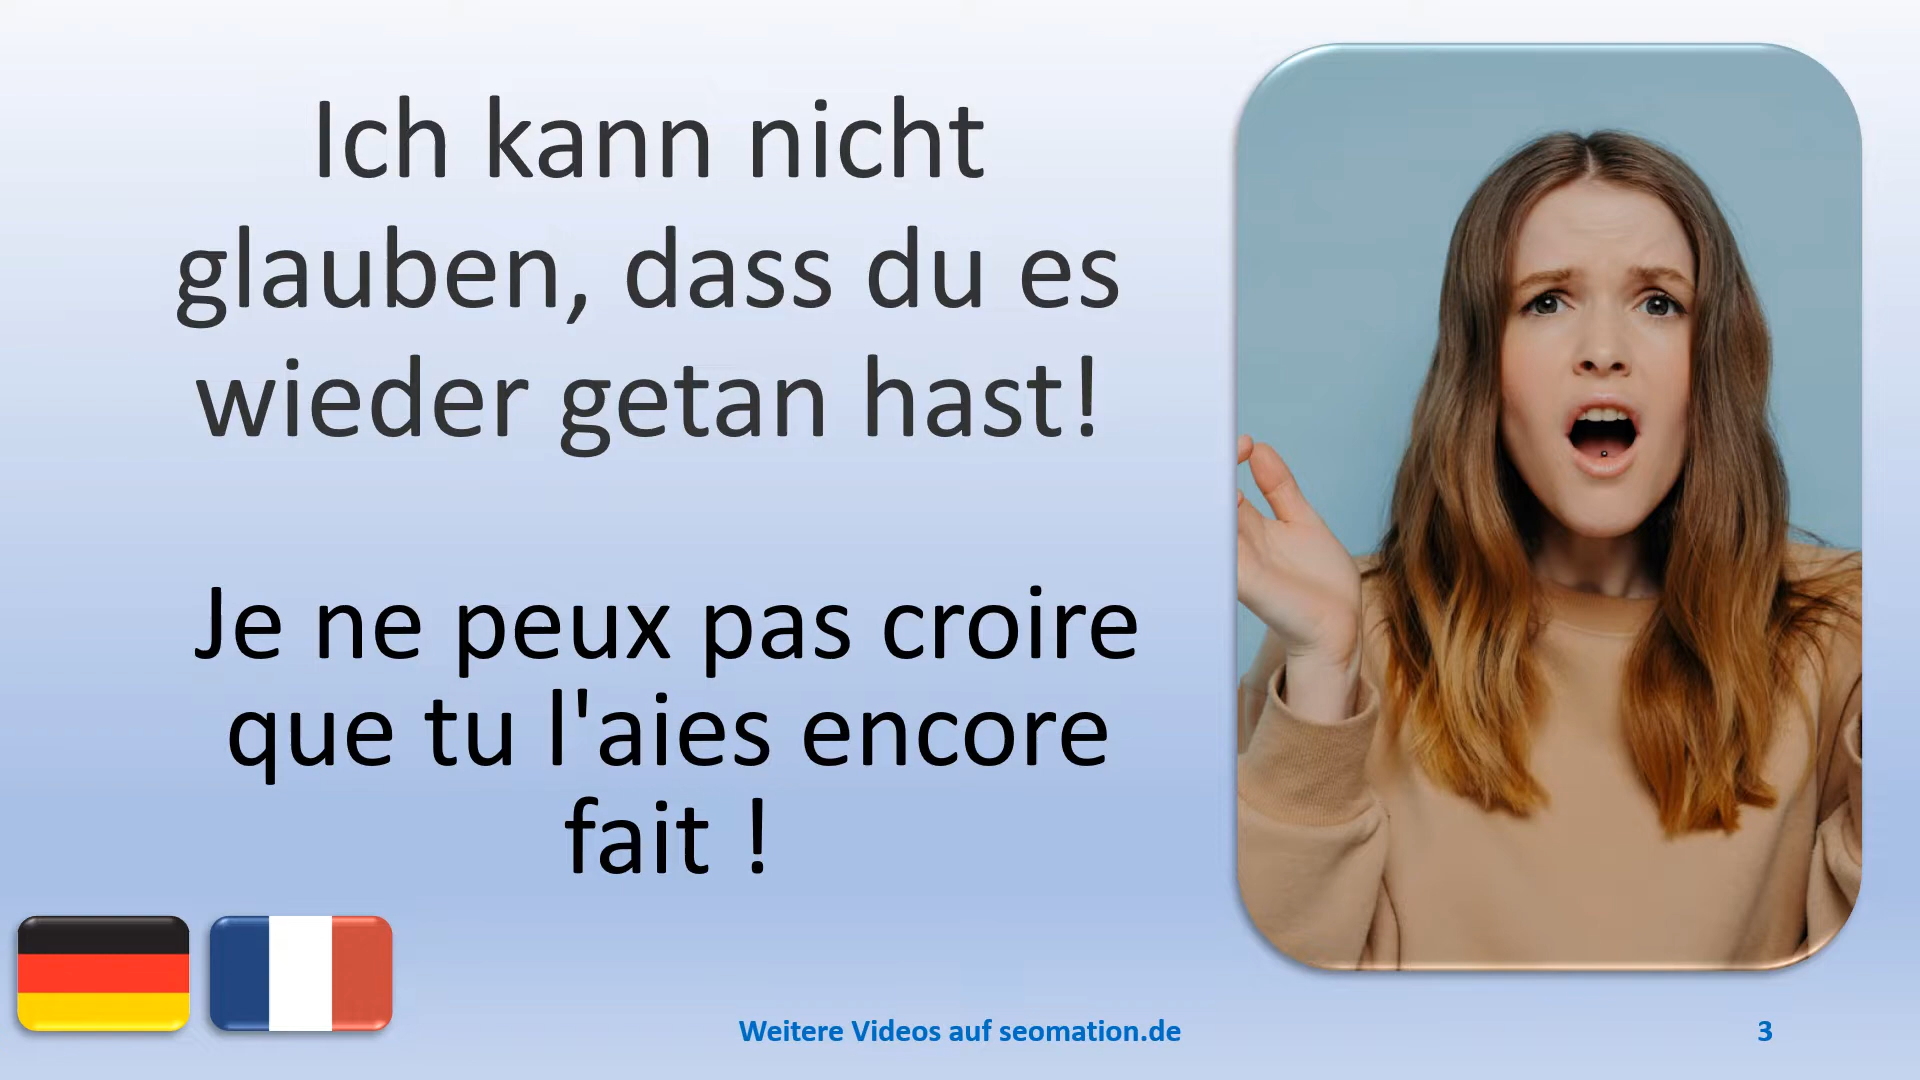 Ich kann nicht
glauben, dass du es
wieder getan hast!
Je ne peux pas croire
que tu l'aies encore
fait !
Weitere Videos auf seomation.de
3